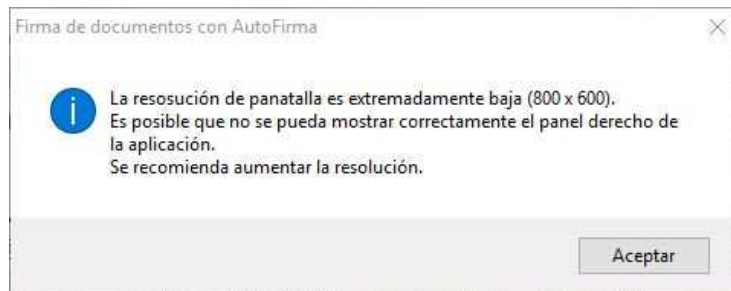 Firma de documentos con AutoFirma
La resosución de panatalla es extremadamente baja (800 x 600).
Es posible que no se pueda mostrar correctamente el panel derecho de
la aplicación.
Se recomienda aumentar la resolución.
Aceptar